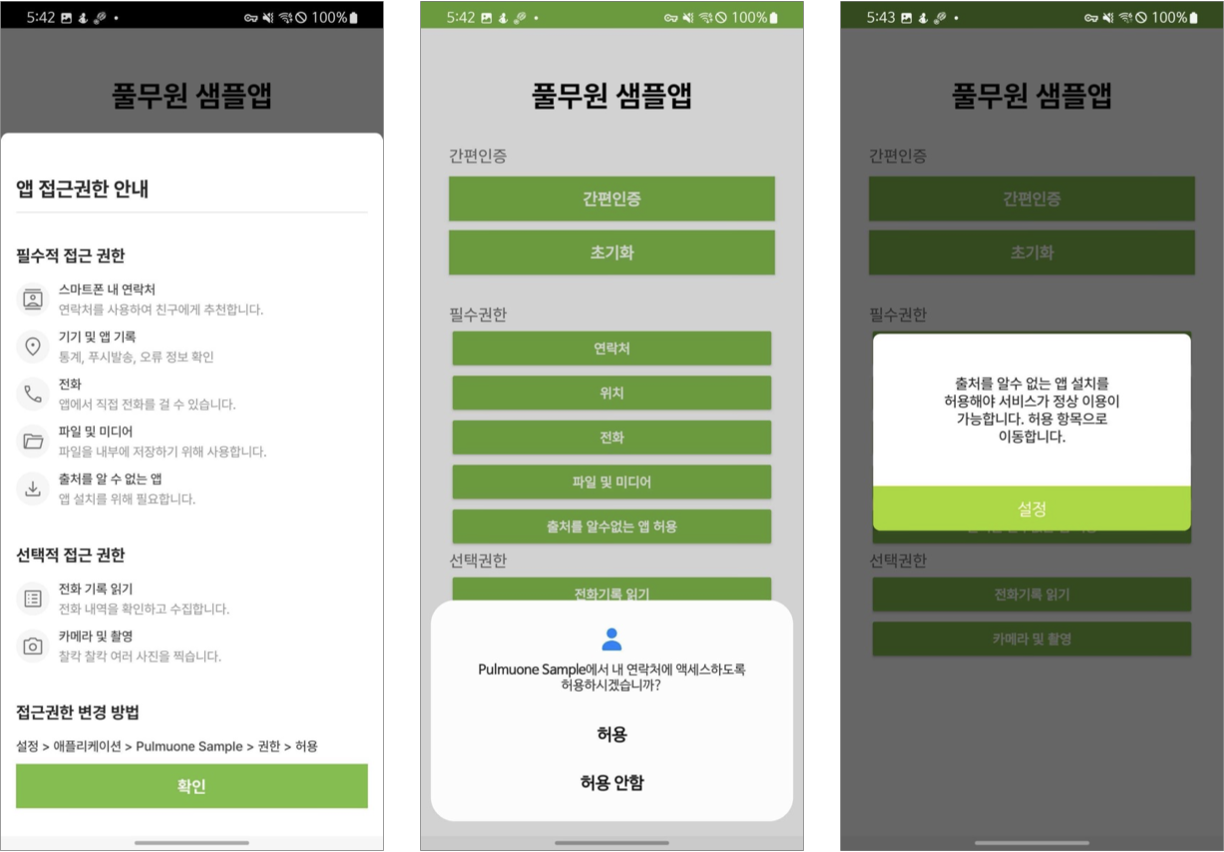 5:42
100%
풀무원 샘플앱
앱 접근권한 안내
필수적 접근 권한
스마트폰 내 연락처
연락처를 사용하여 친구에게 추천합니다.
기기 및 앱 기록
통계, 푸시발송, 오류 정보 확인
전화
앱에서 직접 전화를 걸 수 있습니다.
파일 및 미디어
파일을 내부에 저장하기 위해 사용합니다.
출처를 알 수 없는 앱
앱 설치를 위해 필요합니다.
선택적 접근 권한
전화 기록 읽기
전화 내역을 확인하고 수집합니다.
카메라 및 촬영
찰칵 찰칵 여러 사진을 찍습니다.
접근권한 변경 방법
설정 > 애플리케이션 > Pulmuone Sample > 권한 > 허용
확인
5:42
100%
풀무원 샘플앱
간편인증
간편인증
초기화
필수권한
연락처
위치
전화
파일 및 미디어
출처를 알수없는 앱 허용
선택권한
전화기록 읽기
Pulmuone Sample에서 내 연락처에 액세스하도록
허용하시겠습니까?
허용
허용 안함
5:43
100%
풀무원 샘플앱
간편인증
간편인증
초기화
필수권한
출처를 알수 없는 앱 설치를
허용해야 서비스가 정상 이용이
가능합니다. 허용 항목으로
이동합니다.
설정
선택권한
전화기록 읽기
카메라 및 촬영